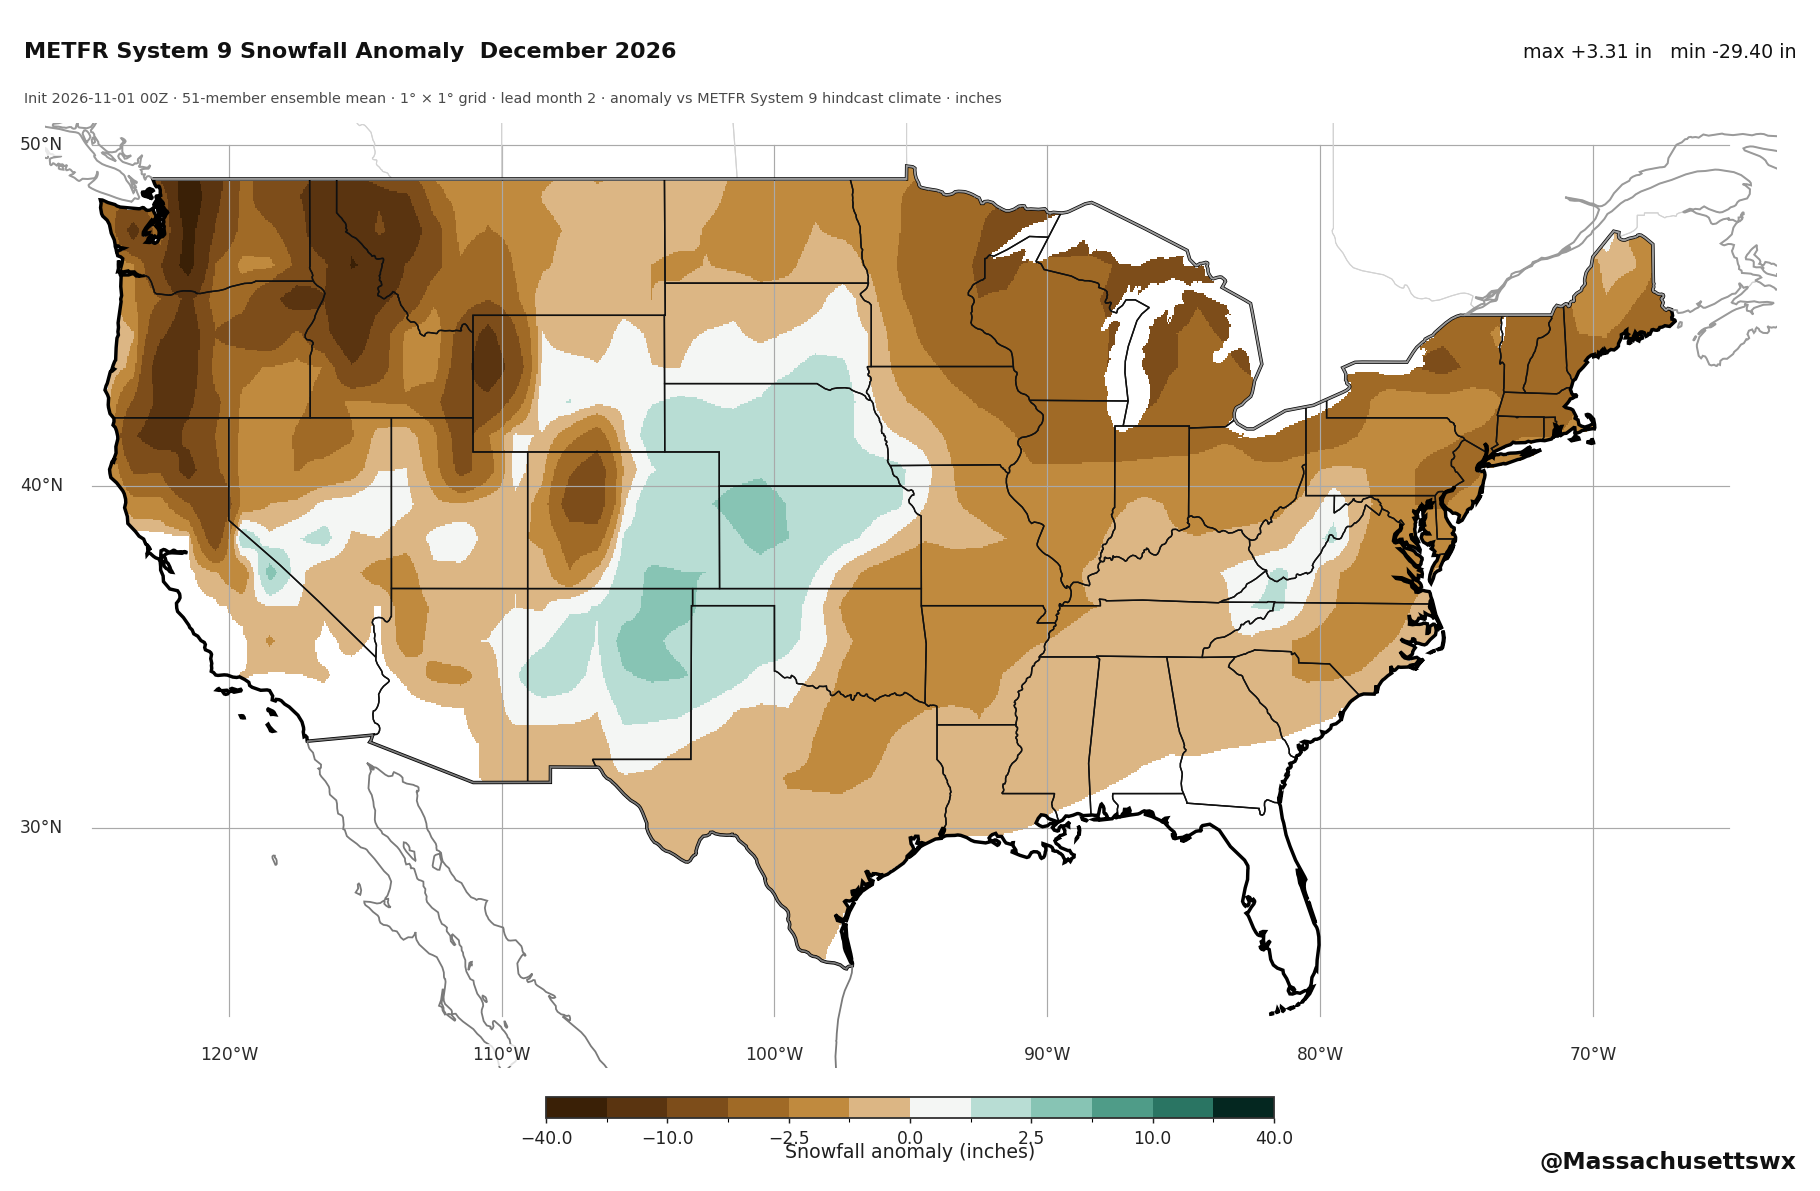 METFR System 9 Snowfall Anomaly  December 2026
max +3.31 in   min -29.40 in
Init 2026-11-01 00Z · 51-member ensemble mean · 1° × 1° grid · lead month 2 · anomaly vs METFR System 9 hindcast climate · inches
50°N
40°N
30°N
120°W 110°W 100°W 90°W 80°W 70°W
−40.0 −10.0 −2.5 0.0 2.5 10.0 40.0
Snowfall anomaly (inches)
@Massachusettswx